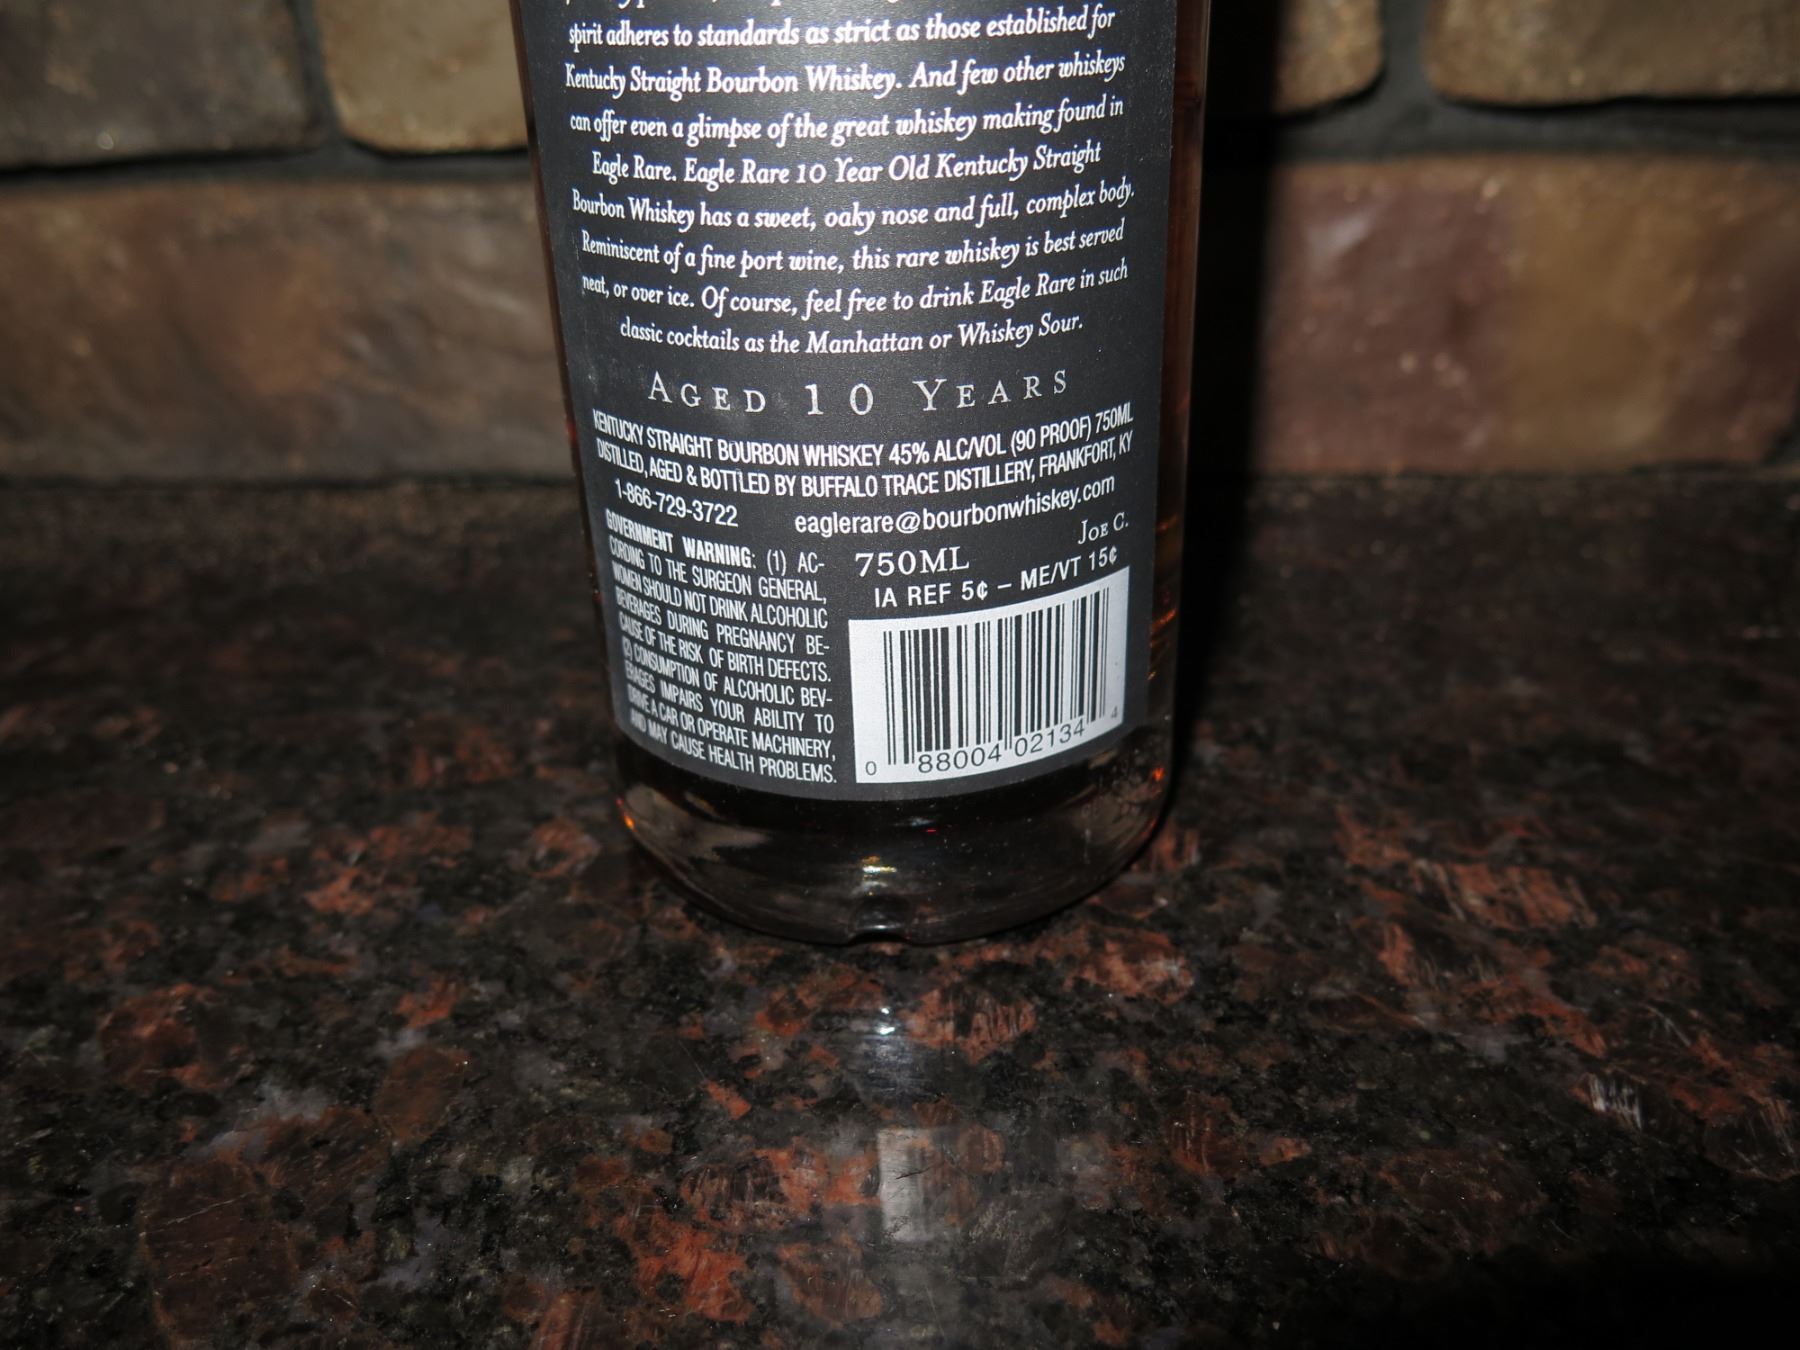 spirit adheres to standards as strict as those established for
Kentucky Straight Bourbon Whiskey. And few other whiskeys
can offer even a glimpse of the great whiskey making found in
Eagle Rare. Eagle Rare 10 Year Old Kentucky Straight
Bourbon Whiskey has a sweet, oaky nose and full, complex body.
Reminiscent of a fine port wine, this rare whiskey is best served
neat, or over ice. Of course, feel free to drink Eagle Rare in such
classic cocktails as the Manhattan or Whiskey Sour.
AGED 10 YEARS
KENTUCKY STRAIGHT BOURBON WHISKEY 45% ALC/VOL (90 PROOF) 750ML
DISTILLED, AGED & BOTTLED BY BUFFALO TRACE DISTILLERY, FRANKFORT, KY
1-866-729-3722 eaglerare@bourbonwhiskey.com
JOE C.
GOVERNMENT WARNING: (1) AC-
CORDING TO THE SURGEON GENERAL,
WOMEN SHOULD NOT DRINK ALCOHOLIC
BEVERAGES DURING PREGNANCY BE-
CAUSE OF THE RISK OF BIRTH DEFECTS.
(2) CONSUMPTION OF ALCOHOLIC BEV-
ERAGES IMPAIRS YOUR ABILITY TO
DRIVE A CAR OR OPERATE MACHINERY,
AND MAY CAUSE HEALTH PROBLEMS.
750ML
IA REF 5¢ – ME/VT 15¢
0 88004 02134 4